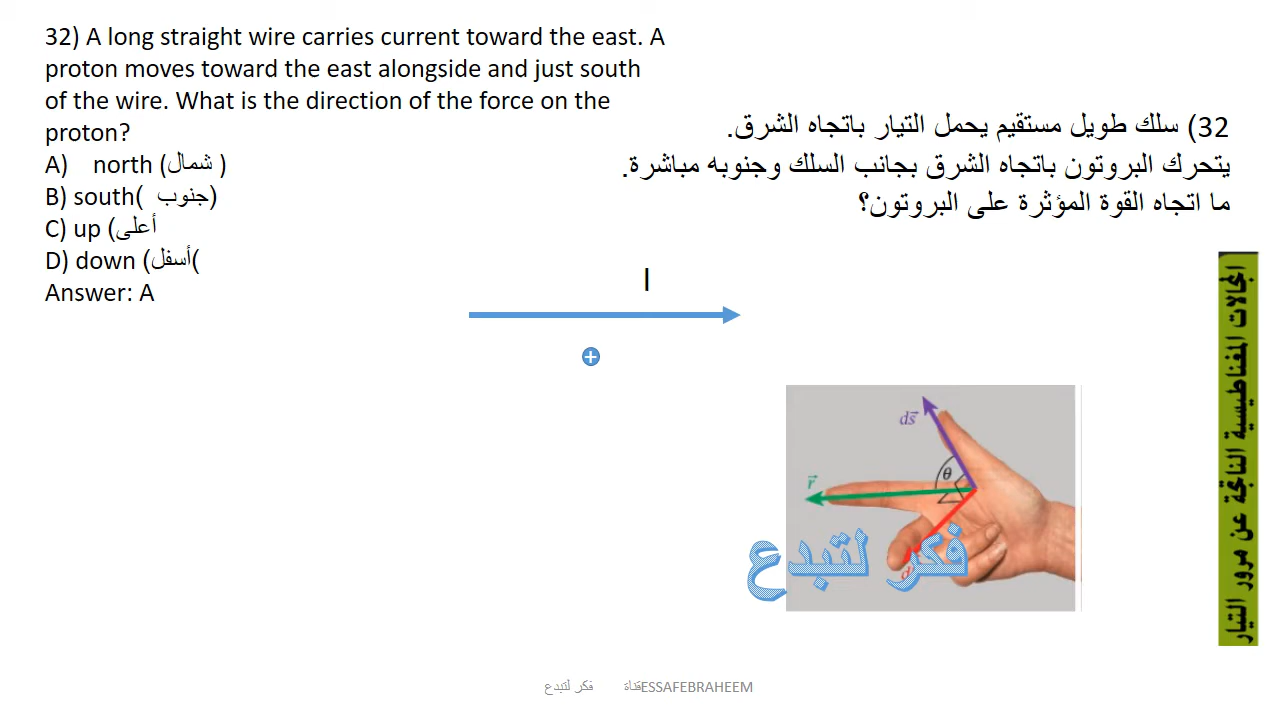 32) A long straight wire carries current toward the east. A
proton moves toward the east alongside and just south
of the wire. What is the direction of the force on the
proton?
A) north (شمال )
B) south( جنوب)
C) up (أعلى
D) down (أسفل(
Answer: A
32) سلك طويل مستقيم يحمل التيار باتجاه الشرق.
يتحرك البروتون باتجاه الشرق بجانب السلك وجنوبه مباشرة.
ما اتجاه القوة المؤثرة على البروتون؟
I
المجالات المغناطيسية الناتجة عن مرور التيار
ds
θ
r
فكر لتبدع
قناة فكر لتبدع ESSAFEBRAHEEM